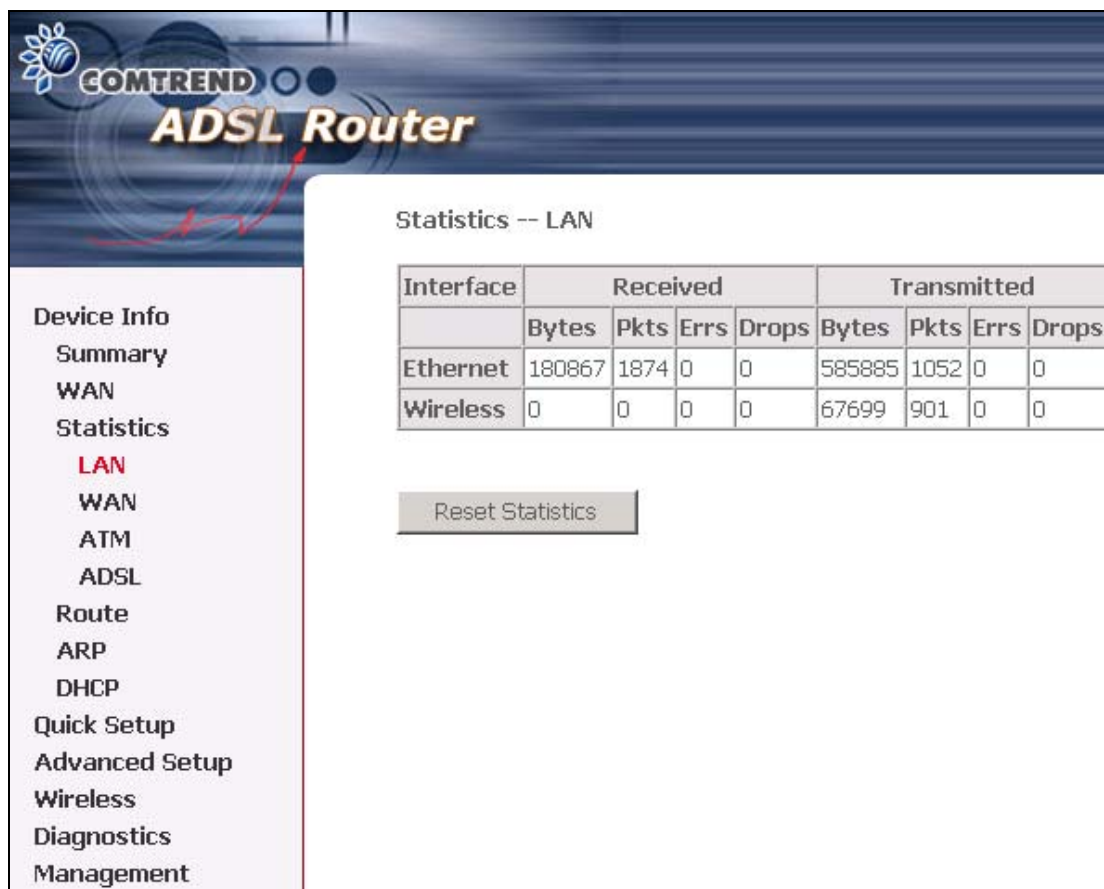 COMTREND
ADSL Router
Statistics -- LAN
Interface Received Transmitted
Bytes Pkts Errs Drops Bytes Pkts Errs Drops
Ethernet 180867 1874 0 0 585885 1052 0 0
Wireless 0 0 0 0 67699 901 0 0
Reset Statistics
Device Info
Summary
WAN
Statistics
LAN
WAN
ATM
ADSL
Route
ARP
DHCP
Quick Setup
Advanced Setup
Wireless
Diagnostics
Management